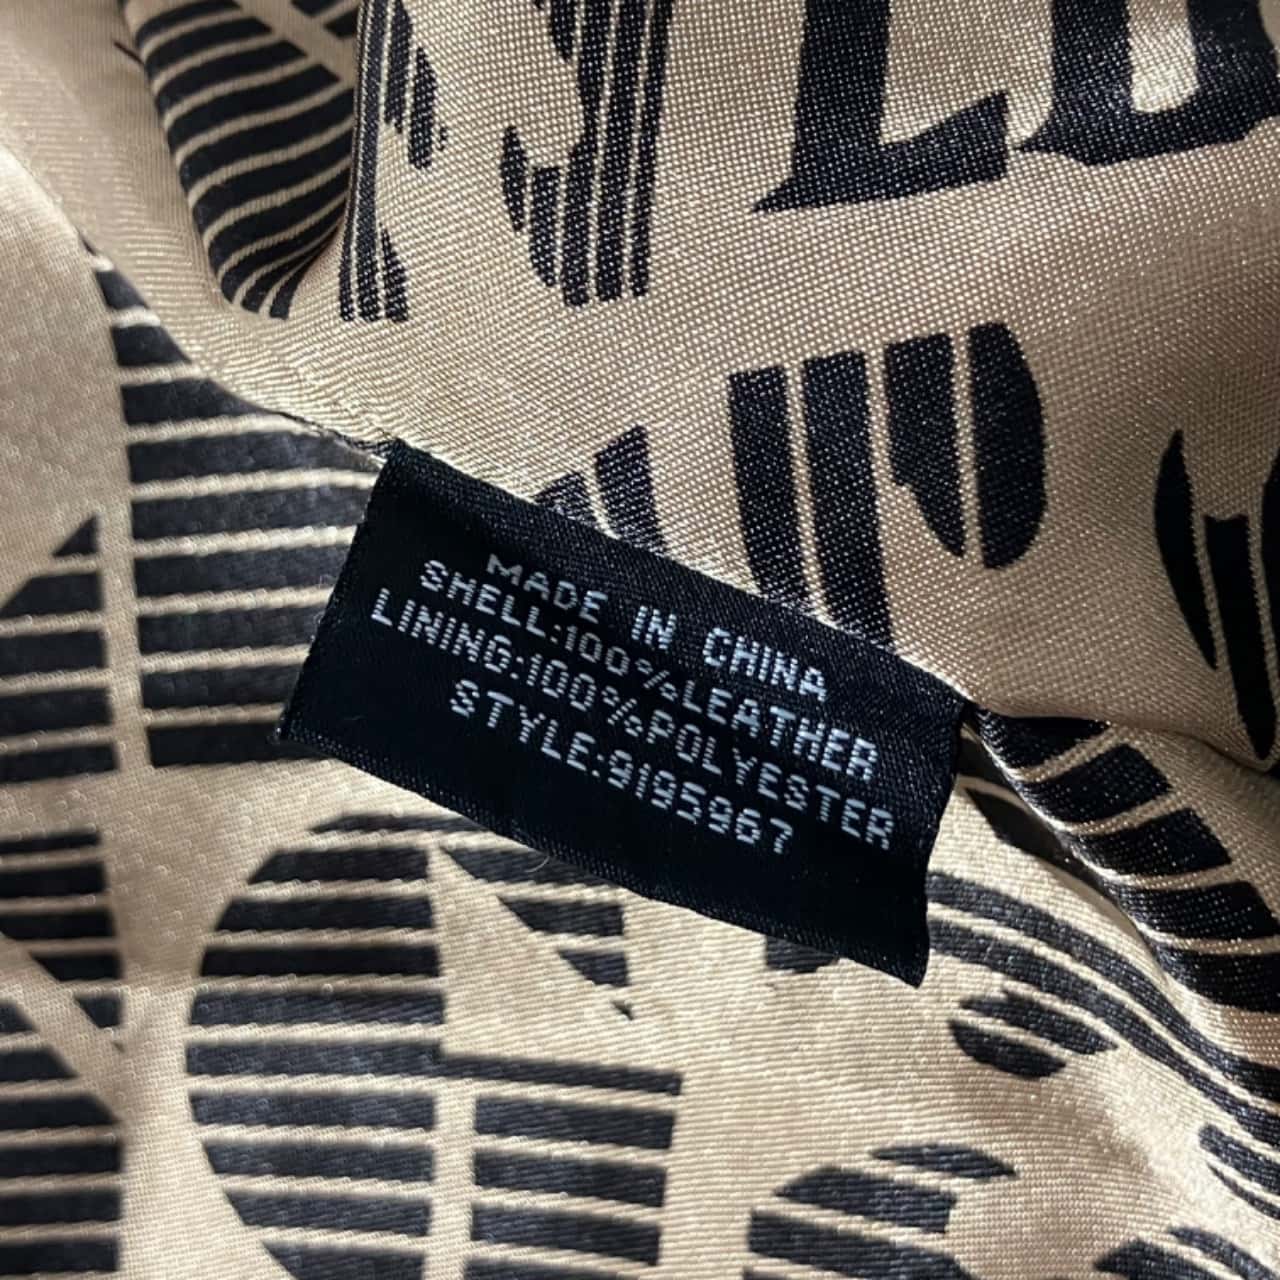 MADE IN CHINA
SHELL:100%LEATHER
LINING:100%POLYESTER
STYLE:9195967